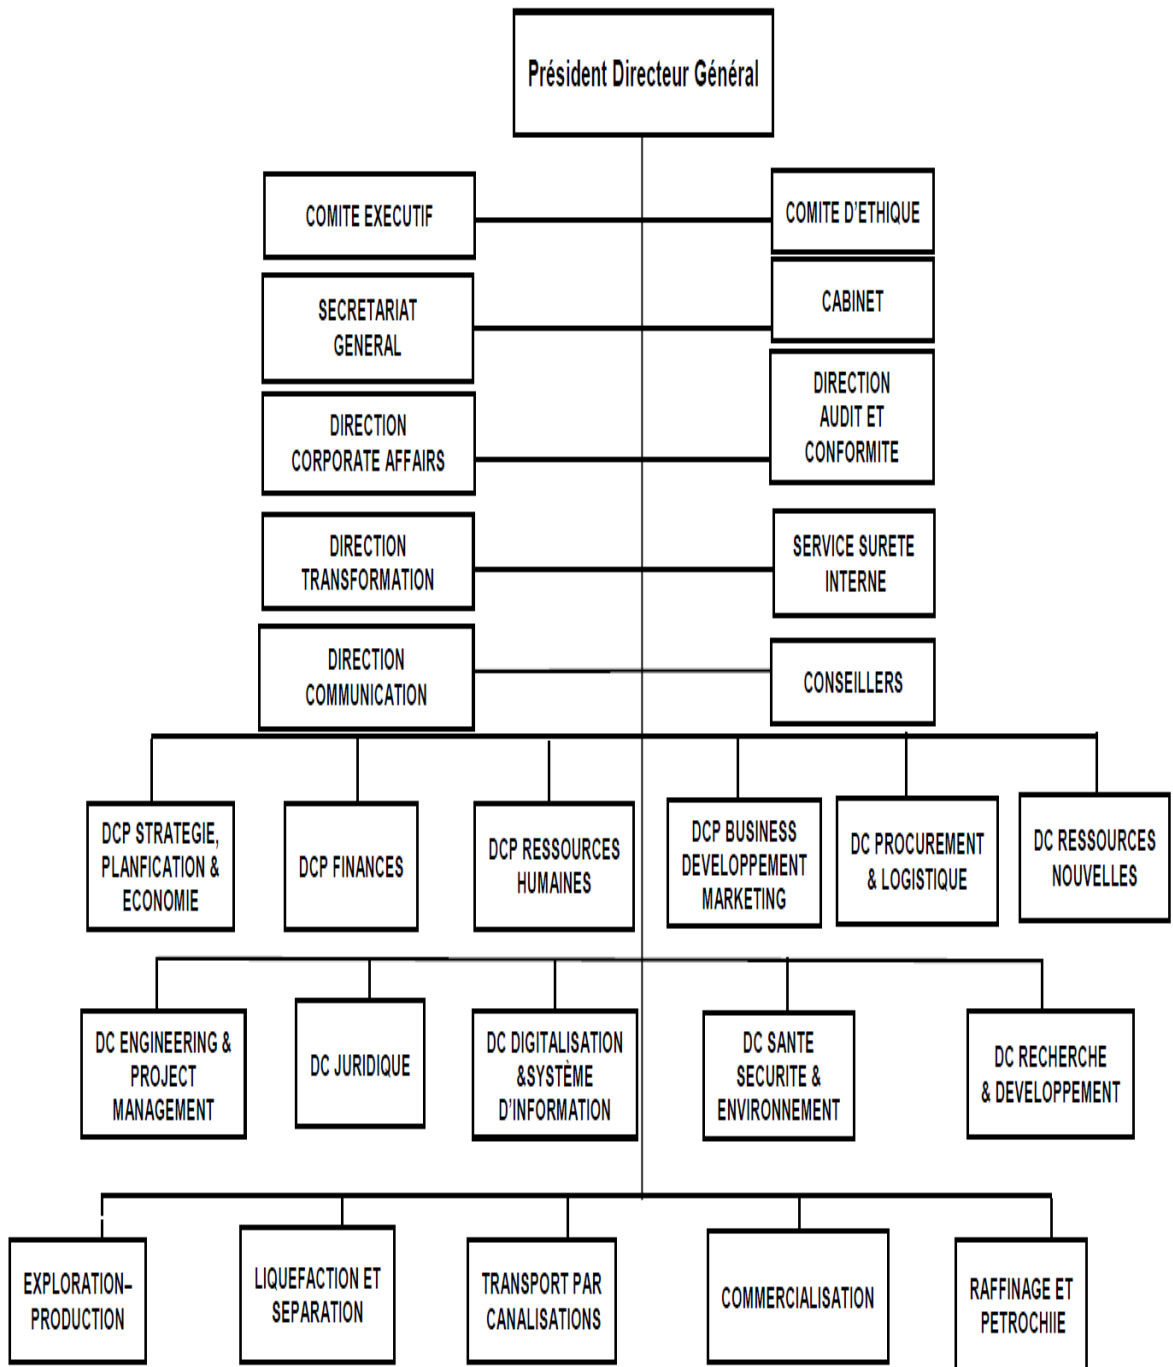 Président Directeur Général
COMITE EXECUTIF
COMITE D'ETHIQUE
SECRETARIAT
GENERAL
CABINET
DIRECTION
CORPORATE AFFAIRS
DIRECTION
AUDIT ET
CONFORMITE
DIRECTION
TRANSFORMATION
SERVICE SURETE
INTERNE
DIRECTION
COMMUNICATION
CONSEILLERS
DCP STRATEGIE,
PLANFICATION &
ECONOMIE
DCP FINANCES
DCP RESSOURCES
HUMAINES
DCP BUSINESS
DEVELOPPEMENT
MARKETING
DC PROCUREMENT
& LOGISTIQUE
DC RESSOURCES
NOUVELLES
DC ENGINEERING &
PROJECT
MANAGEMENT
DC JURIDIQUE
DC DIGITALISATION
&SYSTÈME
D'INFORMATION
DC SANTE
SECURITE &
ENVIRONNEMENT
DC RECHERCHE
& DEVELOPPEMENT
EXPLORATION–
PRODUCTION
LIQUEFACTION ET
SEPARATION
TRANSPORT PAR
CANALISATIONS
COMMERCIALISATION
RAFFINAGE ET
PETROCHIIE